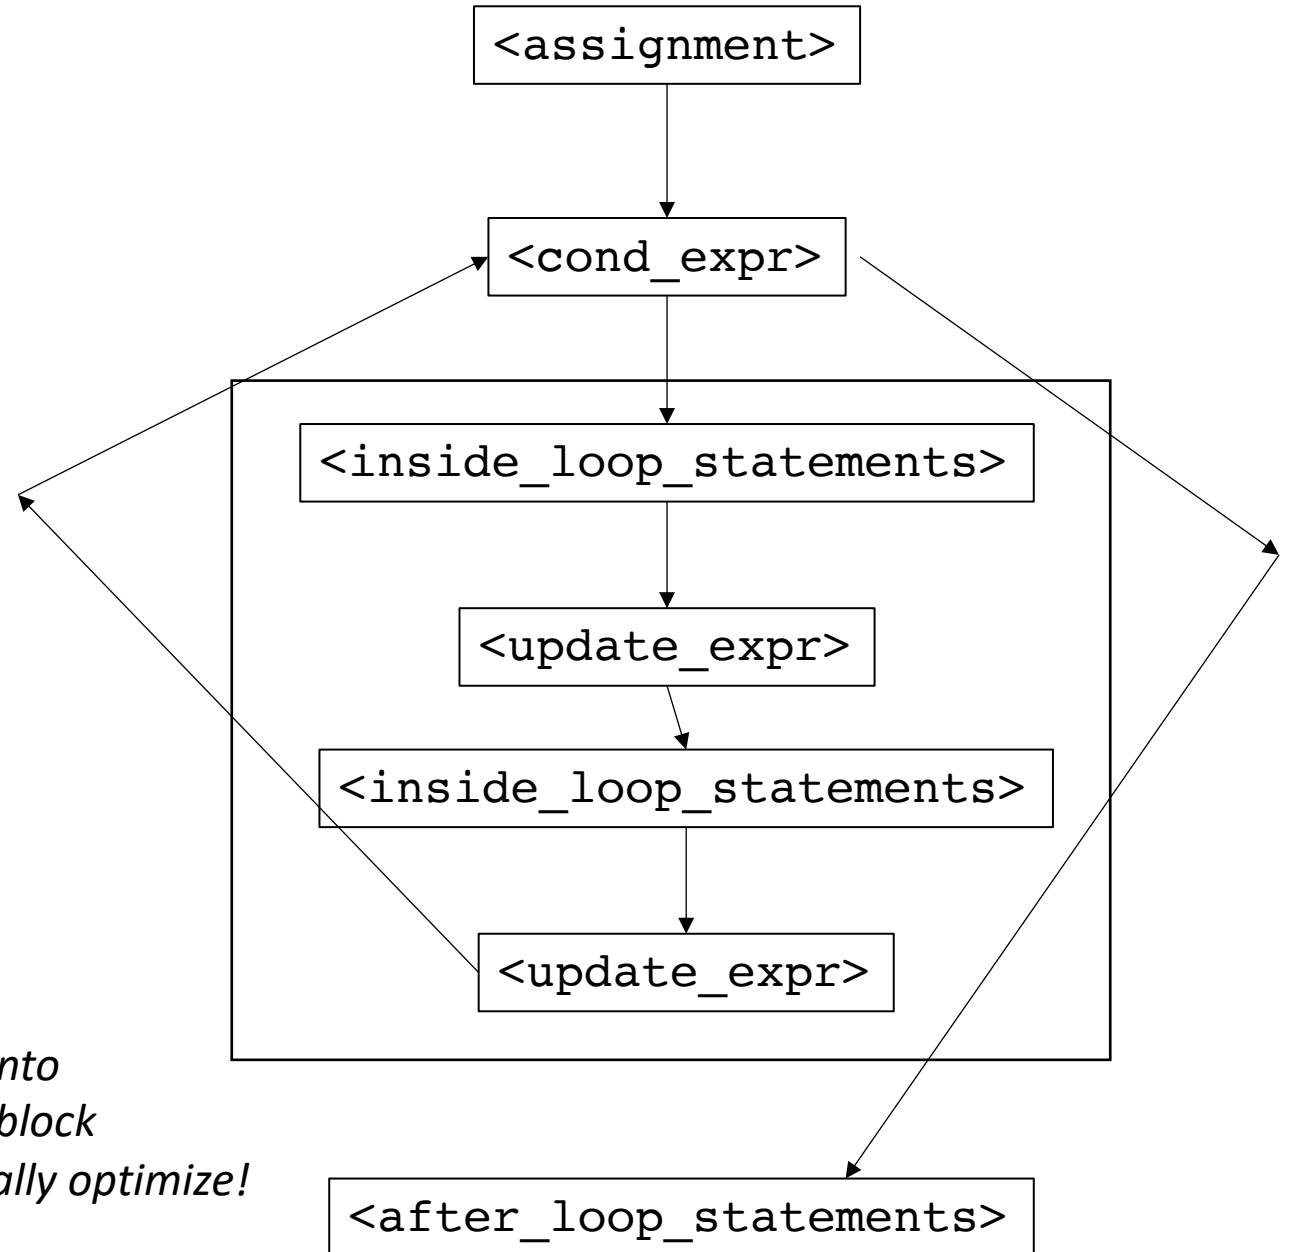 <assignment>
<cond_expr>
<inside_loop_statements>
<update_expr>
<inside_loop_statements>
<update_expr>
nto
block
ally optimize!
<after_loop_statements>